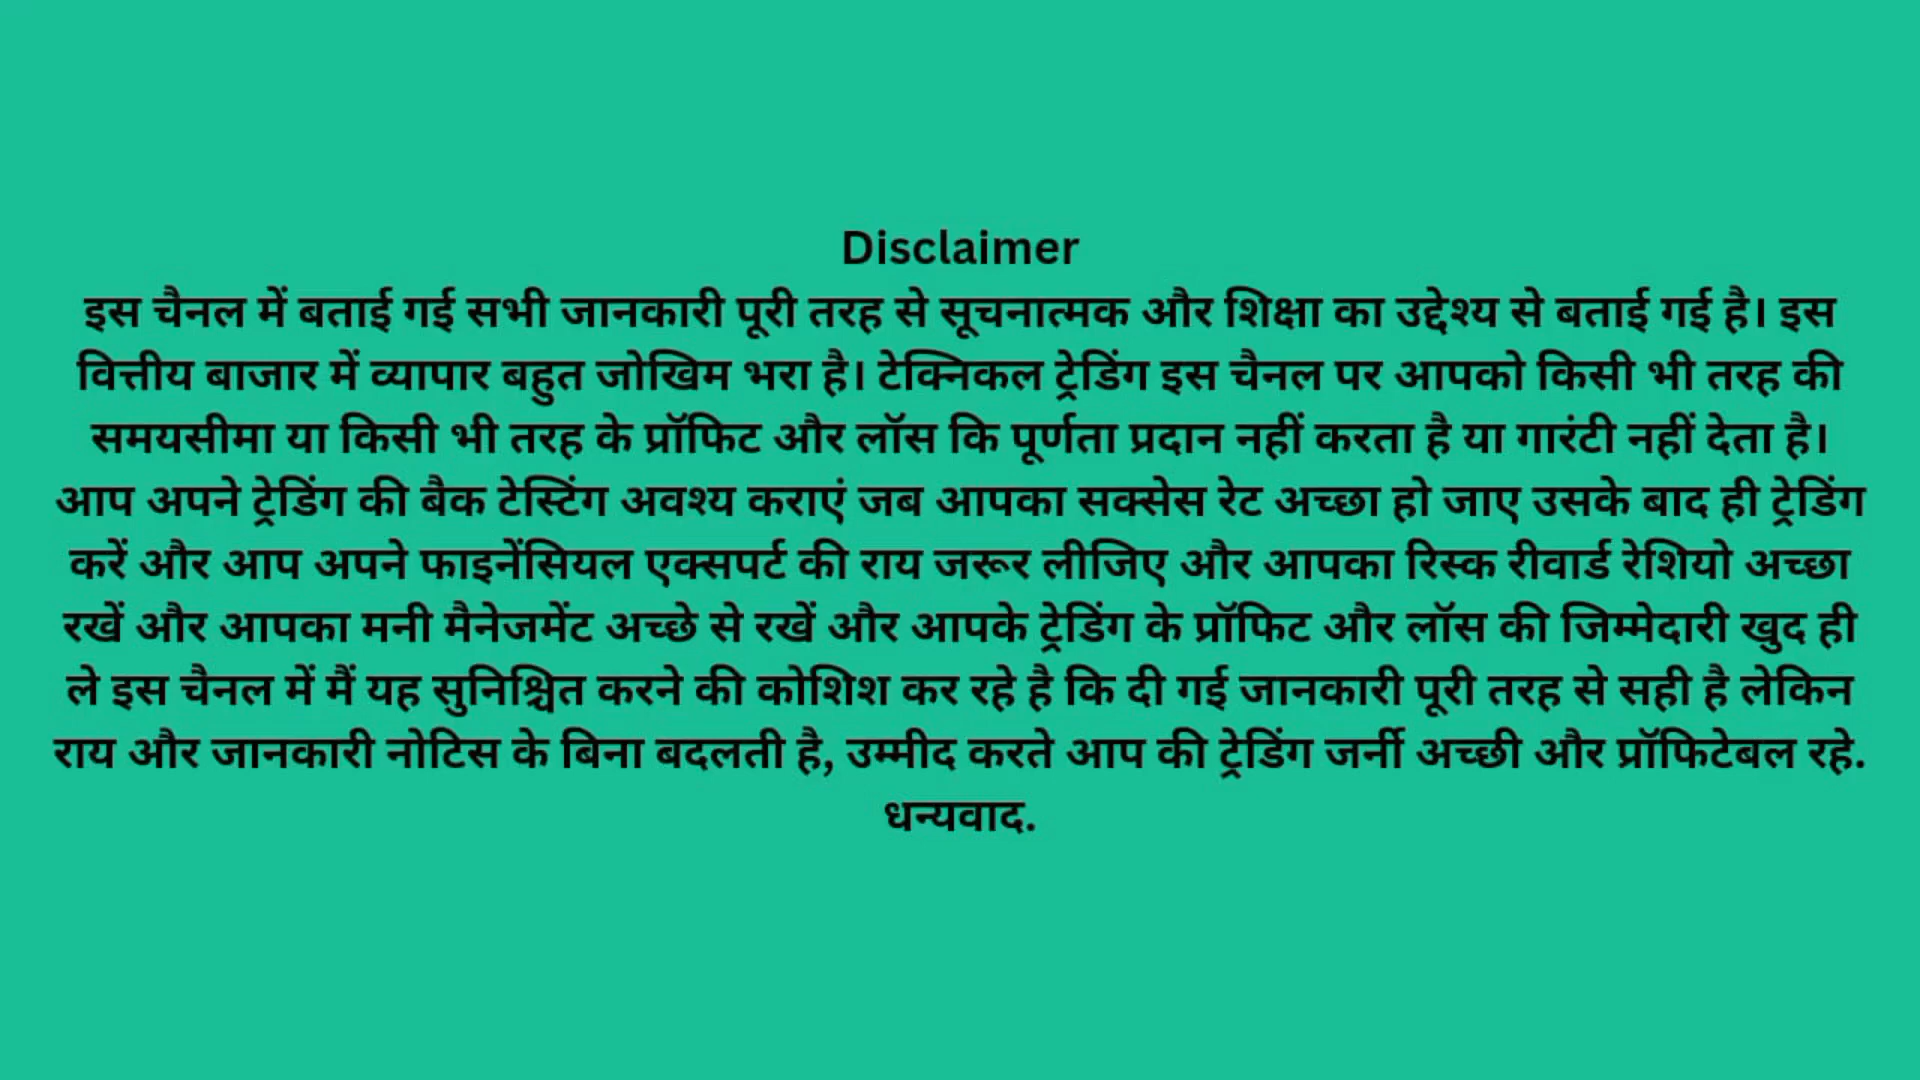 Disclaimer
इस चैनल में बताई गई सभी जानकारी पूरी तरह से सूचनात्मक और शिक्षा का उद्देश्य से बताई गई है। इस
वित्तीय बाजार में व्यापार बहुत जोखिम भरा है। टेक्निकल ट्रेडिंग इस चैनल पर आपको किसी भी तरह की
समयसीमा या किसी भी तरह के प्रॉफिट और लॉस कि पूर्णता प्रदान नहीं करता है या गारंटी नहीं देता है।
आप अपने ट्रेडिंग की बैक टेस्टिंग अवश्य कराएं जब आपका सक्सेस रेट अच्छा हो जाए उसके बाद ही ट्रेडिंग
करें और आप अपने फाइनेंसियल एक्सपर्ट की राय जरूर लीजिए और आपका रिस्क रीवार्ड रेशियो अच्छा
रखें और आपका मनी मैनेजमेंट अच्छे से रखें और आपके ट्रेडिंग के प्रॉफिट और लॉस की जिम्मेदारी खुद ही
ले इस चैनल में मैं यह सुनिश्चित करने की कोशिश कर रहे है कि दी गई जानकारी पूरी तरह से सही है लेकिन
राय और जानकारी नोटिस के बिना बदलती है, उम्मीद करते आप की ट्रेडिंग जर्नी अच्छी और प्रॉफिटेबल रहे.
धन्यवाद.